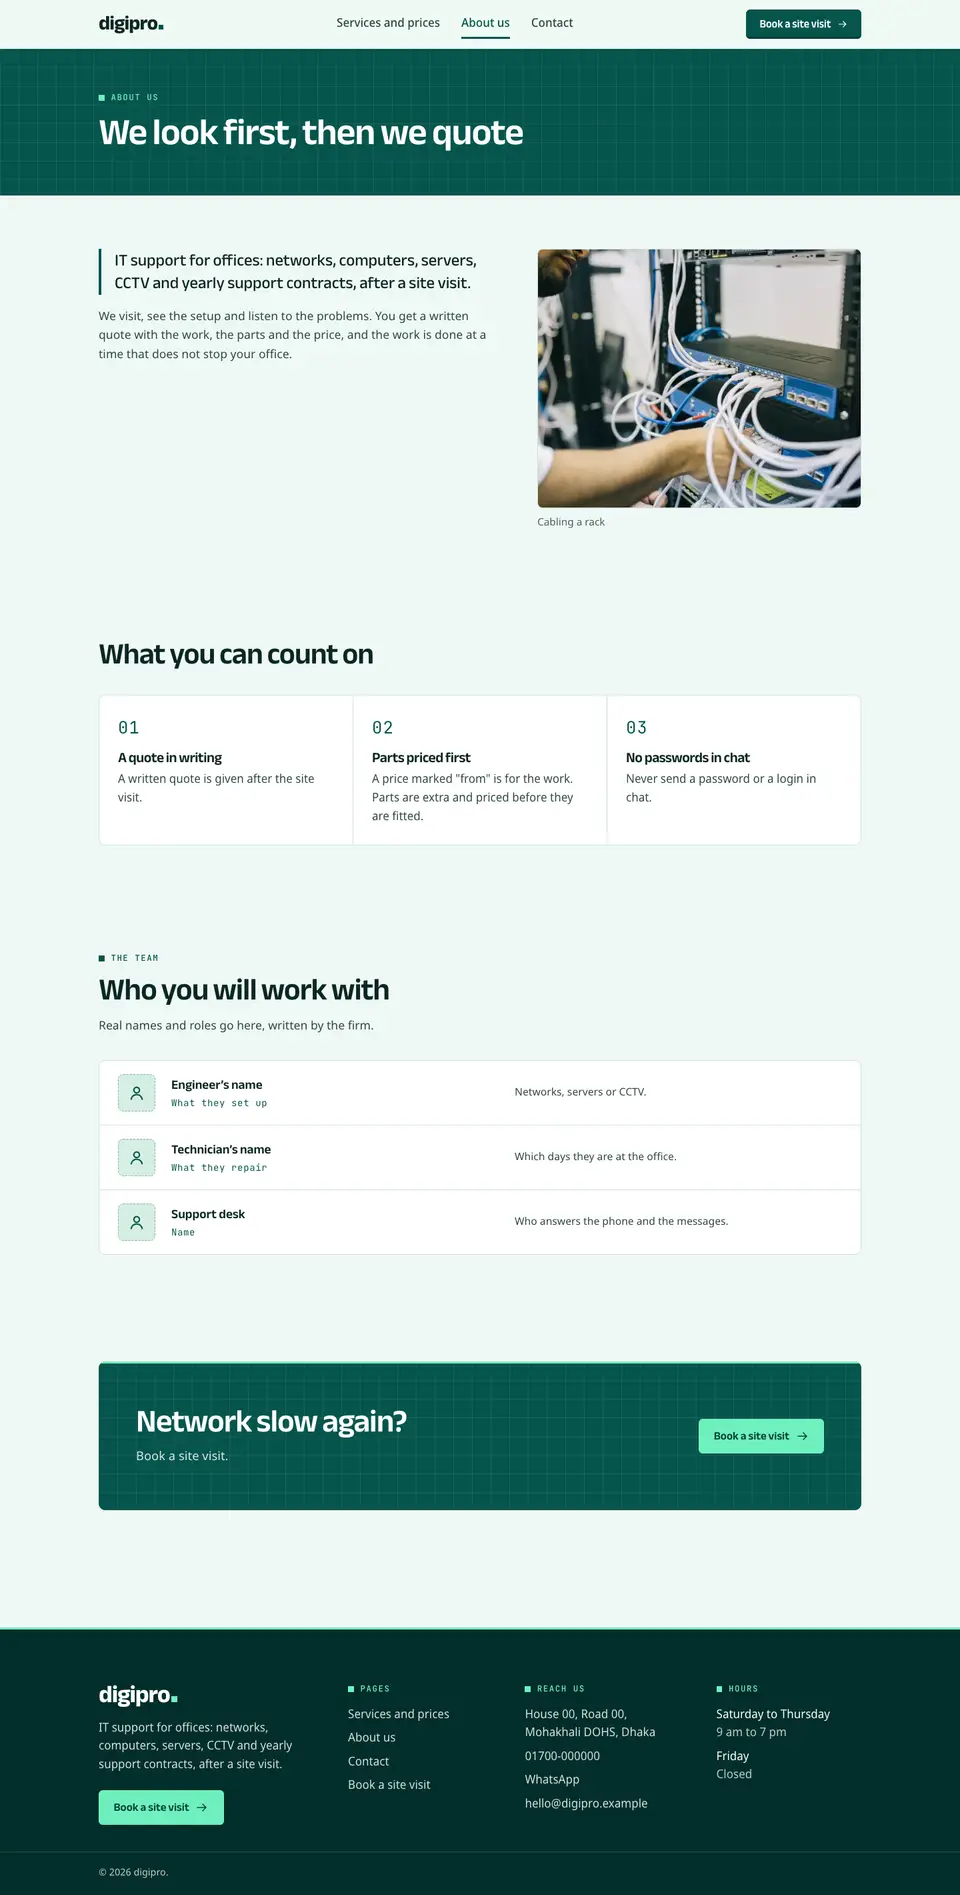 digipro.
Services and prices
About us
Contact
Book a site visit
ABOUT US
We look first, then we quote
IT support for offices: networks, computers, servers,
CCTV and yearly support contracts, after a site visit.
We visit, see the setup and listen to the problems. You get a written
quote with the work, the parts and the price, and the work is done at a
time that does not stop your office.
Cabling a rack
What you can count on
01
A quote in writing
A written quote is given after the site
visit.
02
Parts priced first
A price marked "from" is for the work.
Parts are extra and priced before they
are fitted.
03
No passwords in chat
Never send a password or a login in
chat.
THE TEAM
Who you will work with
Real names and roles go here, written by the firm.
Engineer's name
What they set up
Networks, servers or CCTV.
Technician's name
What they repair
Which days they are at the office.
Support desk
Name
Who answers the phone and the messages.
Network slow again?
Book a site visit.
Book a site visit
digipro.
IT support for offices: networks,
computers, servers, CCTV and yearly
support contracts, after a site visit.
Book a site visit
PAGES
Services and prices
About us
Contact
Book a site visit
REACH US
House 00, Road 00,
Mohakhali DOHS, Dhaka
01700-000000
WhatsApp
hello@digipro.example
HOURS
Saturday to Thursday
9 am to 7 pm
Friday
Closed
© 2026 digipro.